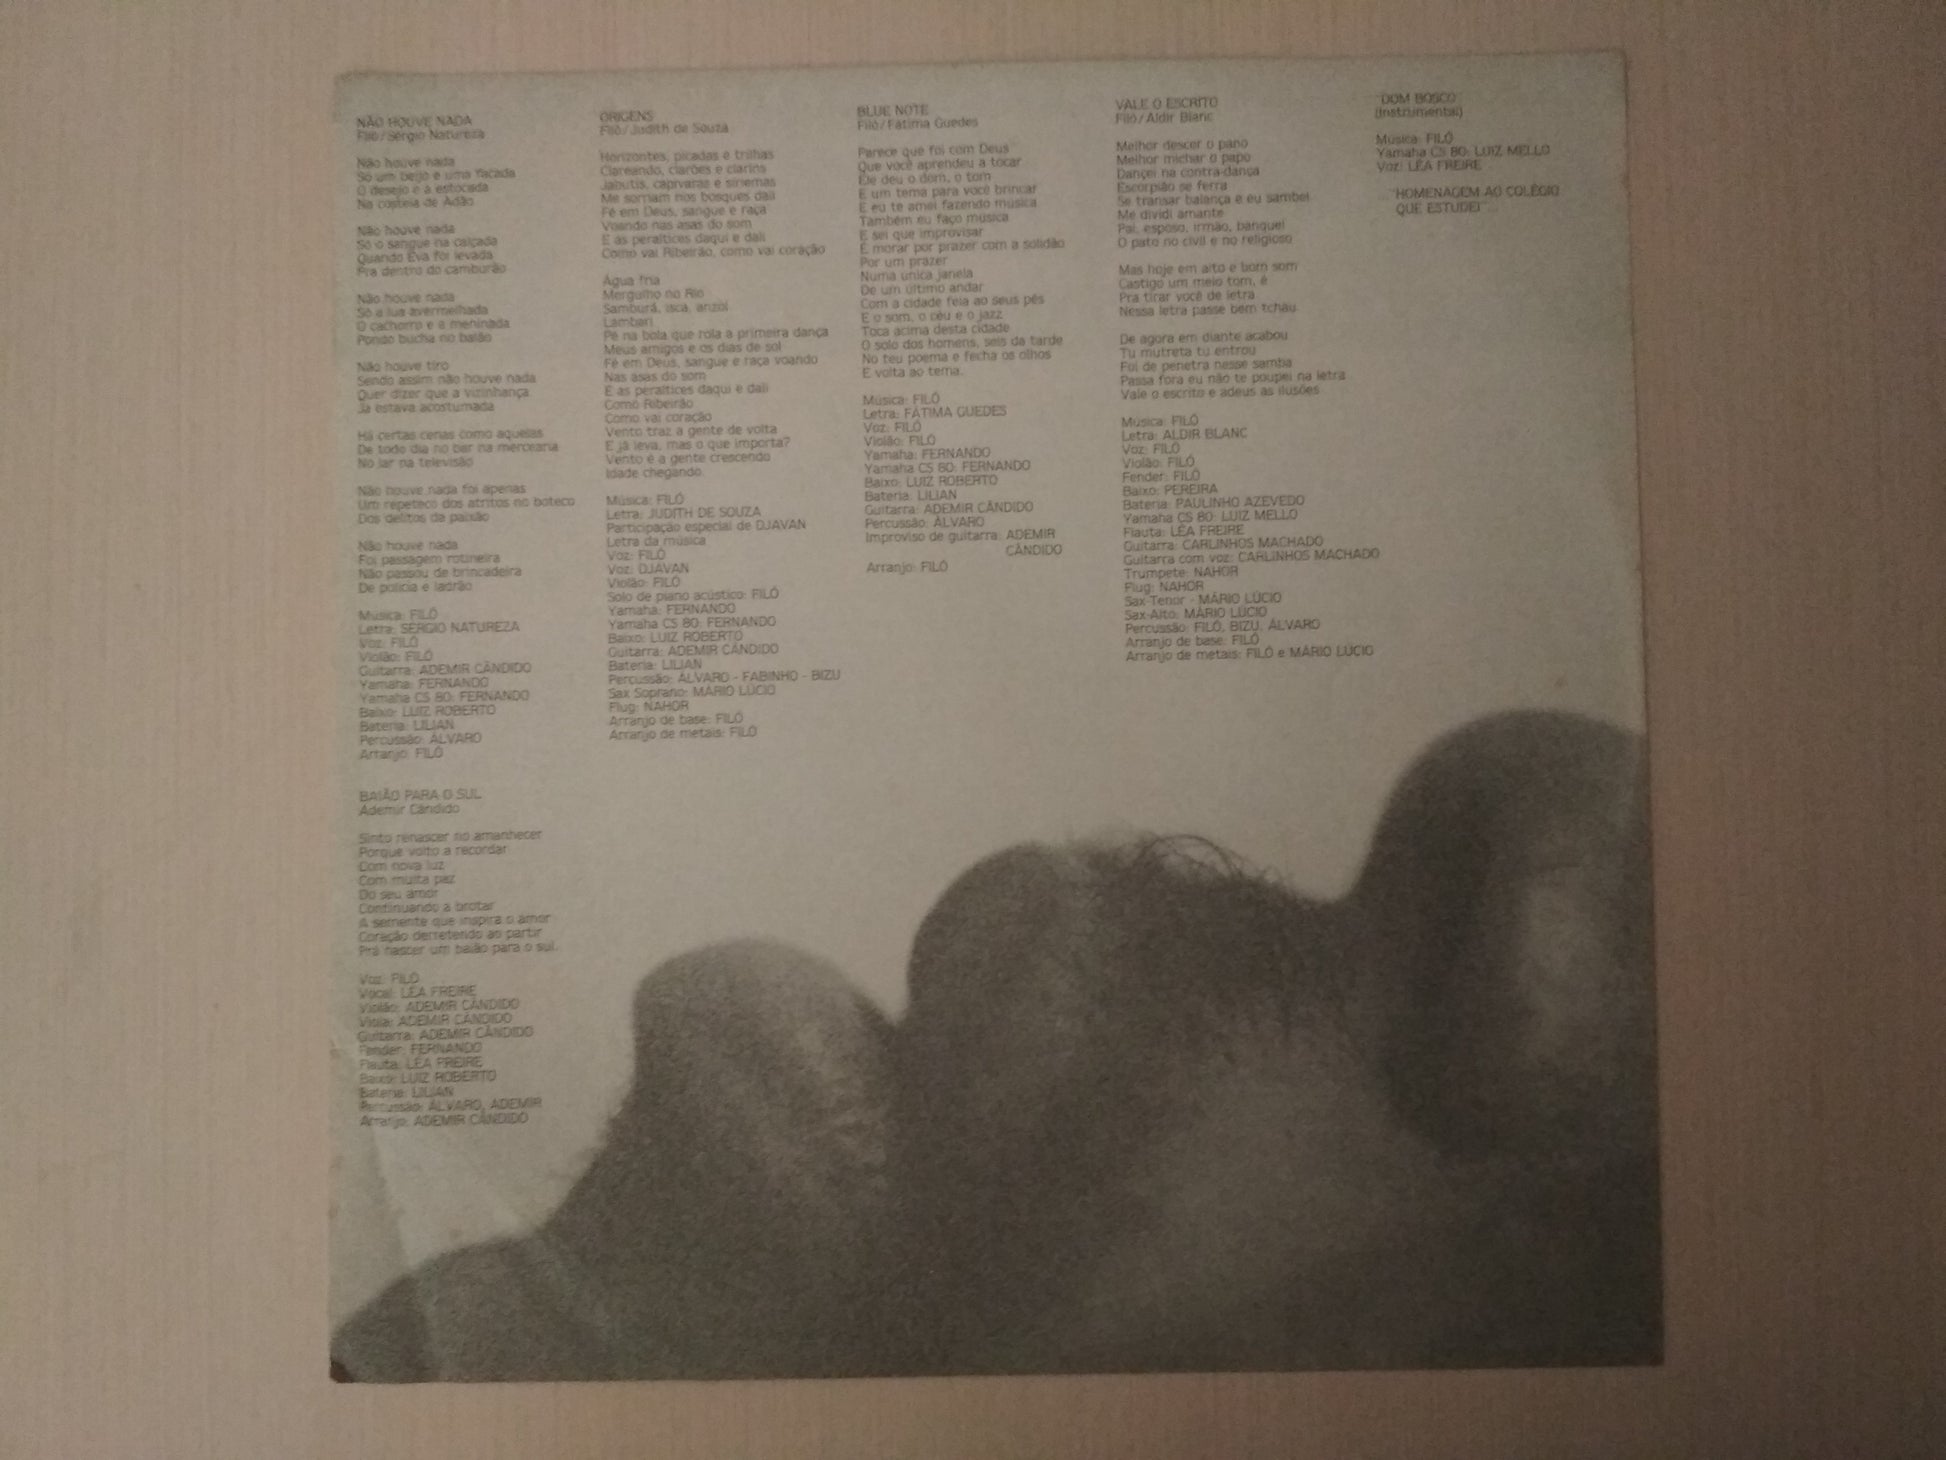 NÃO HOUVE NADA
Filó/Sérgio Natureza
Não houve nada
Só um beijo e uma facada
O desejo e a estocada
Na costela de Adão
Não houve nada
Só o sangue na calçada
Quando Eva foi levada
Pra dentro do camburão
Não houve nada
Só a lua avermelhada
O cachorro e a meninada
Pondo bucha no balão
Não houve tiro
Sendo assim não houve nada
Quer dizer que a vizinhança
Já estava acostumada
Há certas cenas como aquelas
De todo dia no bar na mercearia
No lar na televisão
Não houve nada foi apenas
Um repeteco dos atritos no boteco
Dos delitos da paixão
Não houve nada
Foi passagem rotineira
Não passou de brincadeira
De polícia e ladrão
Música: FILÓ
Letra: SÉRGIO NATUREZA
Voz: FILÓ
Violão: FILÓ
Guitarra: ADEMIR CÂNDIDO
Yamaha: FERNANDO
Yamaha CS 80: FERNANDO
Baixo: LUIZ ROBERTO
Bateria: LILIAN
Percussão: ÁLVARO
Arranjo: FILÓ
BAIÃO PARA O SUL
Ademir Cândido
Sinto renascer no amanhecer
Porque volto a recordar
Com nova luz
Com muita paz
Do seu amor
Continuando a brotar
A semente que inspira o amor
Coração derretendo ao partir
Prá nascer um baião para o sul.
Voz: FILÓ
Vocal: LÉA FREIRE
Violão: ADEMIR CÂNDIDO
Viola: ADEMIR CÂNDIDO
Guitarra: ADEMIR CÂNDIDO
Fender: FERNANDO
Flauta: LÉA FREIRE
Baixo: LUIZ ROBERTO
Bateria: LILIAN
Percussão: ÁLVARO, ADEMIR
Arranjo: ADEMIR CÂNDIDO
ORIGENS
Filó/Judith de Souza
Horizontes, picadas e trilhas
Clareando, clarões e clarins
Jabutis, capivaras e siriemas
Me sorriam nos bosques dali
Fé em Deus, sangue e raça
Voando nas asas do som
E as peraltices daqui e dali
Como vai Ribeirão, como vai coração
Água fria
Mergulho no Rio
Samburá, isca, anzol
Lambari
Pé na bola que rola a primeira dança
Meus amigos e os dias de sol
Fé em Deus, sangue e raça voando
Nas asas do som
E as peraltices daqui e dali
Como Ribeirão
Como vai coração
Vento traz a gente de volta
E já leva, mas o que importa?
Vento é a gente crescendo
Idade chegando.
Música: FILÓ
Letra: JUDITH DE SOUZA
Participação especial de DJAVAN
Letra da música
Voz: FILÓ
Voz: DJAVAN
Violão: FILÓ
Solo de piano acústico: FILÓ
Yamaha: FERNANDO
Yamaha CS 80: FERNANDO
Baixo: LUIZ ROBERTO
Guitarra: ADEMIR CÂNDIDO
Bateria: LILIAN
Percussão: ÁLVARO - FABINHO - BIZU
Sax Soprano: MÁRIO LÚCIO
Flug: NAHOR
Arranjo de base: FILÓ
Arranjo de metais: FILÓ
BLUE NOTE
Filó/Fátima Guedes
Parece que foi com Deus
Que você aprendeu a tocar
Ele deu o dom, o tom
E um tema para você brincar
E eu te amei fazendo música
Também eu faço música
E sei que improvisar
É morar por prazer com a solidão
Por um prazer
Numa única janela
De um último andar
Com a cidade feia ao seus pés
E o som, o céu e o jazz
Toca acima desta cidade
O solo dos homens, seis da tarde
No teu poema e fecha os olhos
E volta ao tema.
Música: FILÓ
Letra: FÁTIMA GUEDES
Voz: FILÓ
Violão: FILÓ
Yamaha: FERNANDO
Yamaha CS 80: FERNANDO
Baixo: LUIZ ROBERTO
Bateria: LILIAN
Guitarra: ADEMIR CÂNDIDO
Percussão: ÁLVARO
Improviso de guitarra: ADEMIR
CÂNDIDO
Arranjo: FILÓ
VALE O ESCRITO
Filó/Aldir Blanc
Melhor descer o pano
Melhor michar o papo
Dancei na contra-dança
Escorpião se ferra
Se transar balança e eu sambei
Me dividi amante
Pai, esposo, irmão, banquei
O pato no civil e no religioso
Mas hoje em alto e bom som
Castigo um meio tom, é
Pra tirar você de letra
Nessa letra passe bem tchau.
De agora em diante acabou
Tu mutreta tu entrou
Foi de penetra nesse samba
Passa fora eu não te poupei na letra
Vale o escrito e adeus as ilusões
Música: FILÓ
Letra: ALDIR BLANC
Voz: FILÓ
Violão: FILÓ
Fender: FILÓ
Baixo: PEREIRA
Bateria: PAULINHO AZEVEDO
Yamaha CS 80: LUIZ MELLO
Flauta: LÉA FREIRE
Guitarra: CARLINHOS MACHADO
Guitarra com voz: CARLINHOS MACHADO
Trumpete: NAHOR
Flug: NAHOR
Sax-Tenor - MÁRIO LÚCIO
Sax-Alto: MÁRIO LÚCIO
Percussão: FILÓ, BIZU, ÁLVARO
Arranjo de base: FILÓ
Arranjo de metais: FILÓ e MÁRIO LÚCIO
"DOM BOSCO"
(Instrumental)
Música: FILÓ
Yamaha CS 80: LUIZ MELLO
Voz: LÉA FREIRE
"HOMENAGEM AO COLÉGIO
QUE ESTUDEI"...